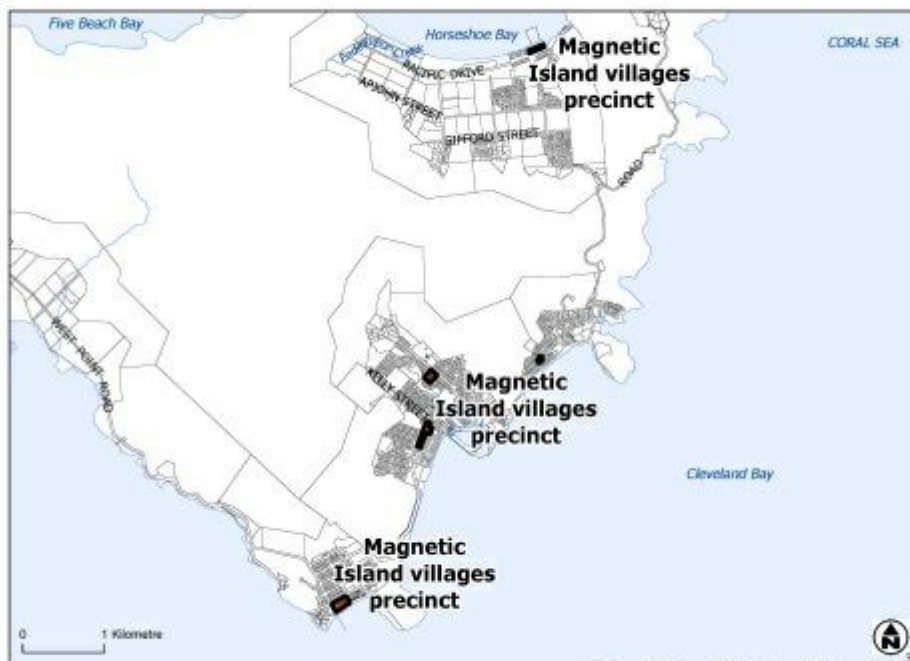 Five Beach Bay
Horseshoe Bay
CORAL SEA
Magnetic
Island villages
precinct
PACIFIC DRIVE
APJOHN STREET
GIFFORD STREET
ROAD
WEST POINT ROAD
KELLY STREET
Magnetic
Island villages
precinct
Cleveland Bay
Magnetic
Island villages
precinct
0
1 Kilometre
N